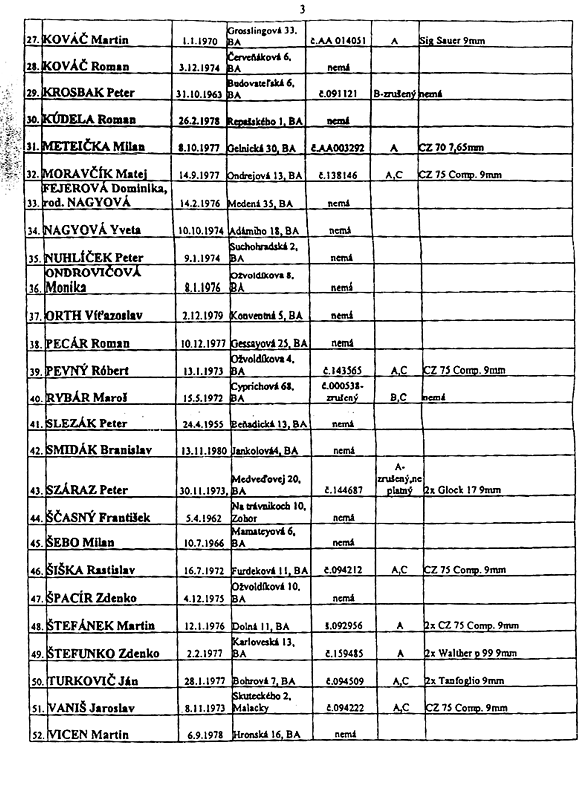 3
27. KOVÁČ Martin 1.1.1970 Grosslingová 33, BA č.AA 014051 A Sig Sauer 9mm
28. KOVÁČ Roman 3.12.1974 Červeňákova 6, BA nemá
29. KROSBAK Peter 31.10.1963 Budovateľská 6, BA č.091121 B-zrušený nemá
30. KÚDELA Roman 26.2.1978 Repašského 1, BA nemá
31. METEIČKA Milan 8.10.1977 Gelnická 30, BA č.AA003292 A CZ 70 7,65mm
32. MORAVČÍK Matej 14.9.1977 Ondrejová 13, BA č.138146 A,C CZ 75 Comp. 9mm
33. FEJEROVÁ Dominika, rod. NAGYOVÁ 14.2.1976 Medená 35, BA nemá
34. NAGYOVÁ Yveta 10.10.1974 Adámiho 18, BA nemá
35. NUHLÍČEK Peter 9.1.1974 Suchohradská 2, BA nemá
36. ONDROVIČOVÁ Monika 8.1.1976 Ožvoldíkova 8, BA nemá
37. ORTH Víťazoslav 2.12.1979 Konventná 5, BA nemá
38. PECÁR Roman 10.12.1977 Gessayová 25, BA nemá
39. PEVNÝ Róbert 13.1.1973 Ožvoldíkova 4, BA č.143565 A,C CZ 75 Comp. 9mm
40. RYBÁR Maroš 15.5.1972 Cyprichová 68, BA č.000538-zrušený B,C nemá
41. SLEZÁK Peter 24.4.1955 Beňadická 13, BA nemá
42. SMIDÁK Branislav 13.11.1980 Jankolová4, BA nemá
43. SZÁRAZ Peter 30.11.1973, Medveďovej 20, BA č.144687 A-zrušený,ne platný 2x Glock 17 9mm
44. ŠČASNÝ František 5.4.1962 Na trávnikoch 10, Zohor nemá
45. ŠEBO Milan 10.7.1966 Mamateyová 6, BA nemá
46. ŠIŠKA Rastislav 16.7.1972 Furdeková 11, BA č.094212 A,C CZ 75 Comp. 9mm
47. ŠPACÍR Zdenko 4.12.1975 Ožvoldíková 10, BA nemá
48. ŠTEFÁNEK Martin 12.1.1976 Dolná 11, BA č.092956 A 2x CZ 75 Comp. 9mm
49. ŠTEFUNKO Zdenko 2.2.1977 Karloveská 13, BA č.159485 A 2x Walther p 99 9mm
50. TURKOVIČ Ján 28.1.1977 Bohrová 7, BA č.094509 A,C 2x Tanfoglio 9mm
51. VANIŠ Jaroslav 8.11.1973 Skuteckého 2, Malacky č.094222 A,C CZ 75 Comp. 9mm
52. VICEN Martin 6.9.1978 Hronská 16, BA nemá